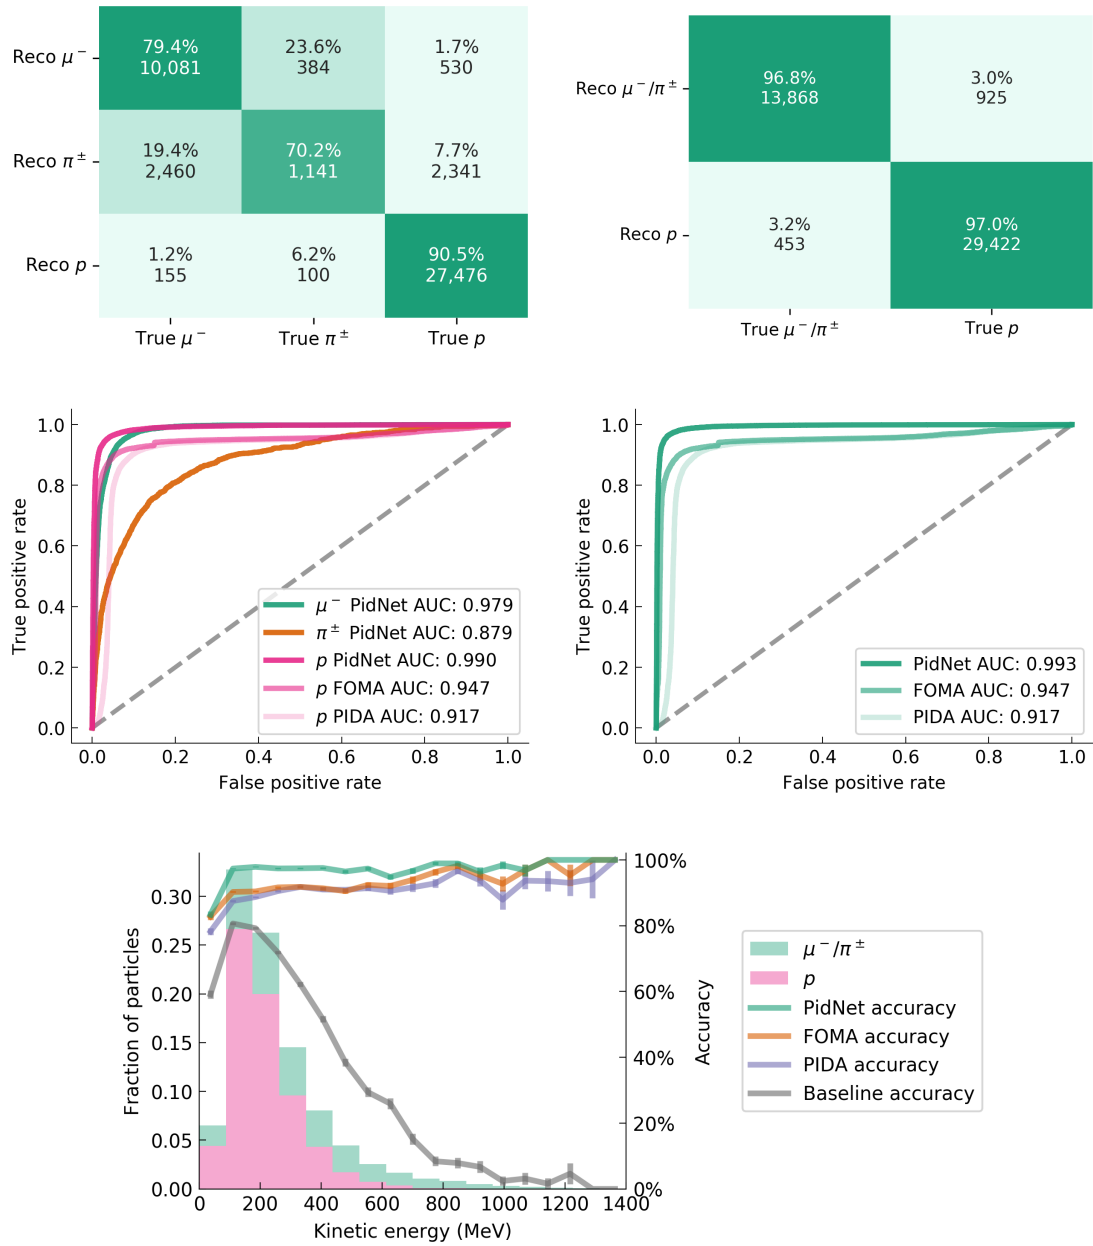 Reco μ⁻
79.4%
10,081
23.6%
384
1.7%
530
Reco π±
19.4%
2,460
70.2%
1,141
7.7%
2,341
Reco p
1.2%
155
6.2%
100
90.5%
27,476
True μ⁻
True π±
True p
Reco μ⁻/π±
96.8%
13,868
3.0%
925
Reco p
3.2%
453
97.0%
29,422
True μ⁻/π±
True p
True positive rate
1.0
0.8
0.6
0.4
0.2
0.0
μ⁻ PidNet AUC: 0.979
π± PidNet AUC: 0.879
p PidNet AUC: 0.990
p FOMA AUC: 0.947
p PIDA AUC: 0.917
0.0 0.2 0.4 0.6 0.8 1.0
False positive rate
True positive rate
1.0
0.8
0.6
0.4
0.2
0.0
PidNet AUC: 0.993
FOMA AUC: 0.947
PIDA AUC: 0.917
0.0 0.2 0.4 0.6 0.8 1.0
False positive rate
Fraction of particles
0.30
0.25
0.20
0.15
0.10
0.05
0.00
100%
80%
60%
40%
20%
0%
Accuracy
0 200 400 600 800 1000 1200 1400
Kinetic energy (MeV)
μ⁻/π±
p
PidNet accuracy
FOMA accuracy
PIDA accuracy
Baseline accuracy